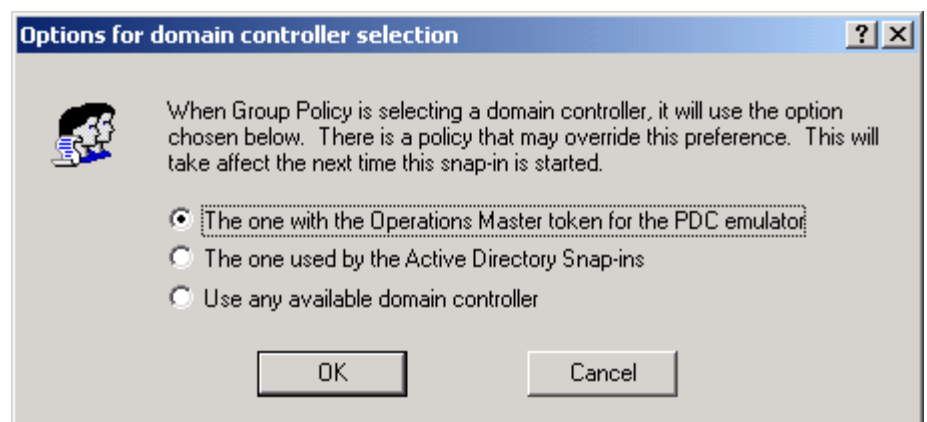 Options for domain controller selection
When Group Policy is selecting a domain controller, it will use the option
chosen below. There is a policy that may override this preference. This will
take affect the next time this snap-in is started.
The one with the Operations Master token for the PDC emulator
The one used by the Active Directory Snap-ins
Use any available domain controller
OK
Cancel